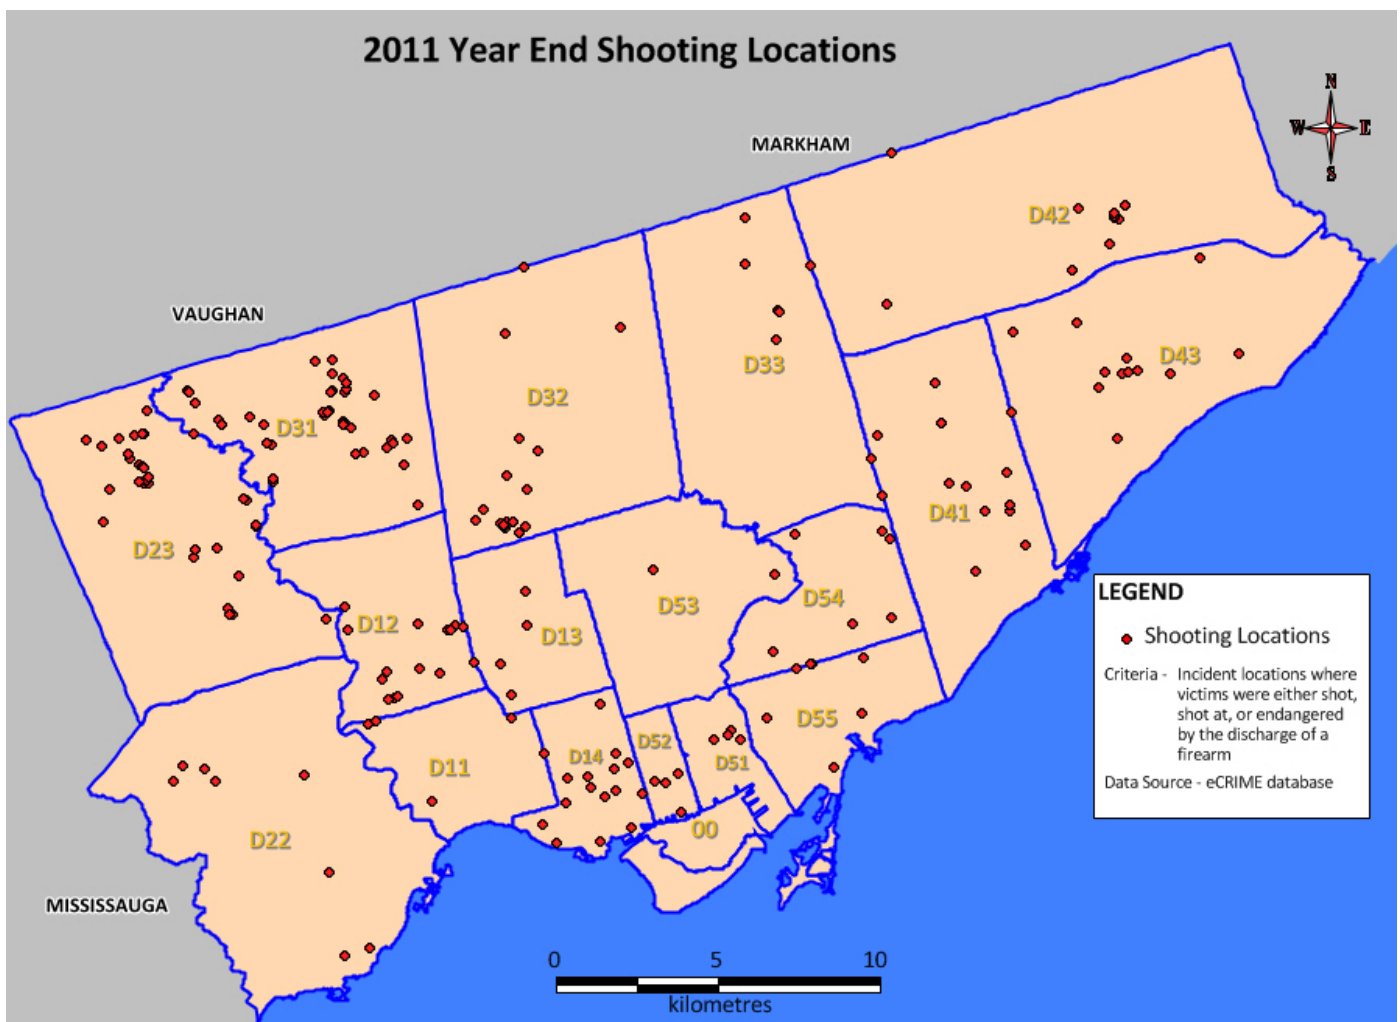 2011 Year End Shooting Locations
N
W E
S
MARKHAM
VAUGHAN
MISSISSAUGA
D42
D43
D33
D32
D31
D41
D23
D54
D53
D12
D13
D55
D52
D14
D51
D11
00
D22
LEGEND
Shooting Locations
Criteria - Incident locations where
victims were either shot,
shot at, or endangered
by the discharge of a
firearm
Data Source - eCRIME database
0 5 10
kilometres